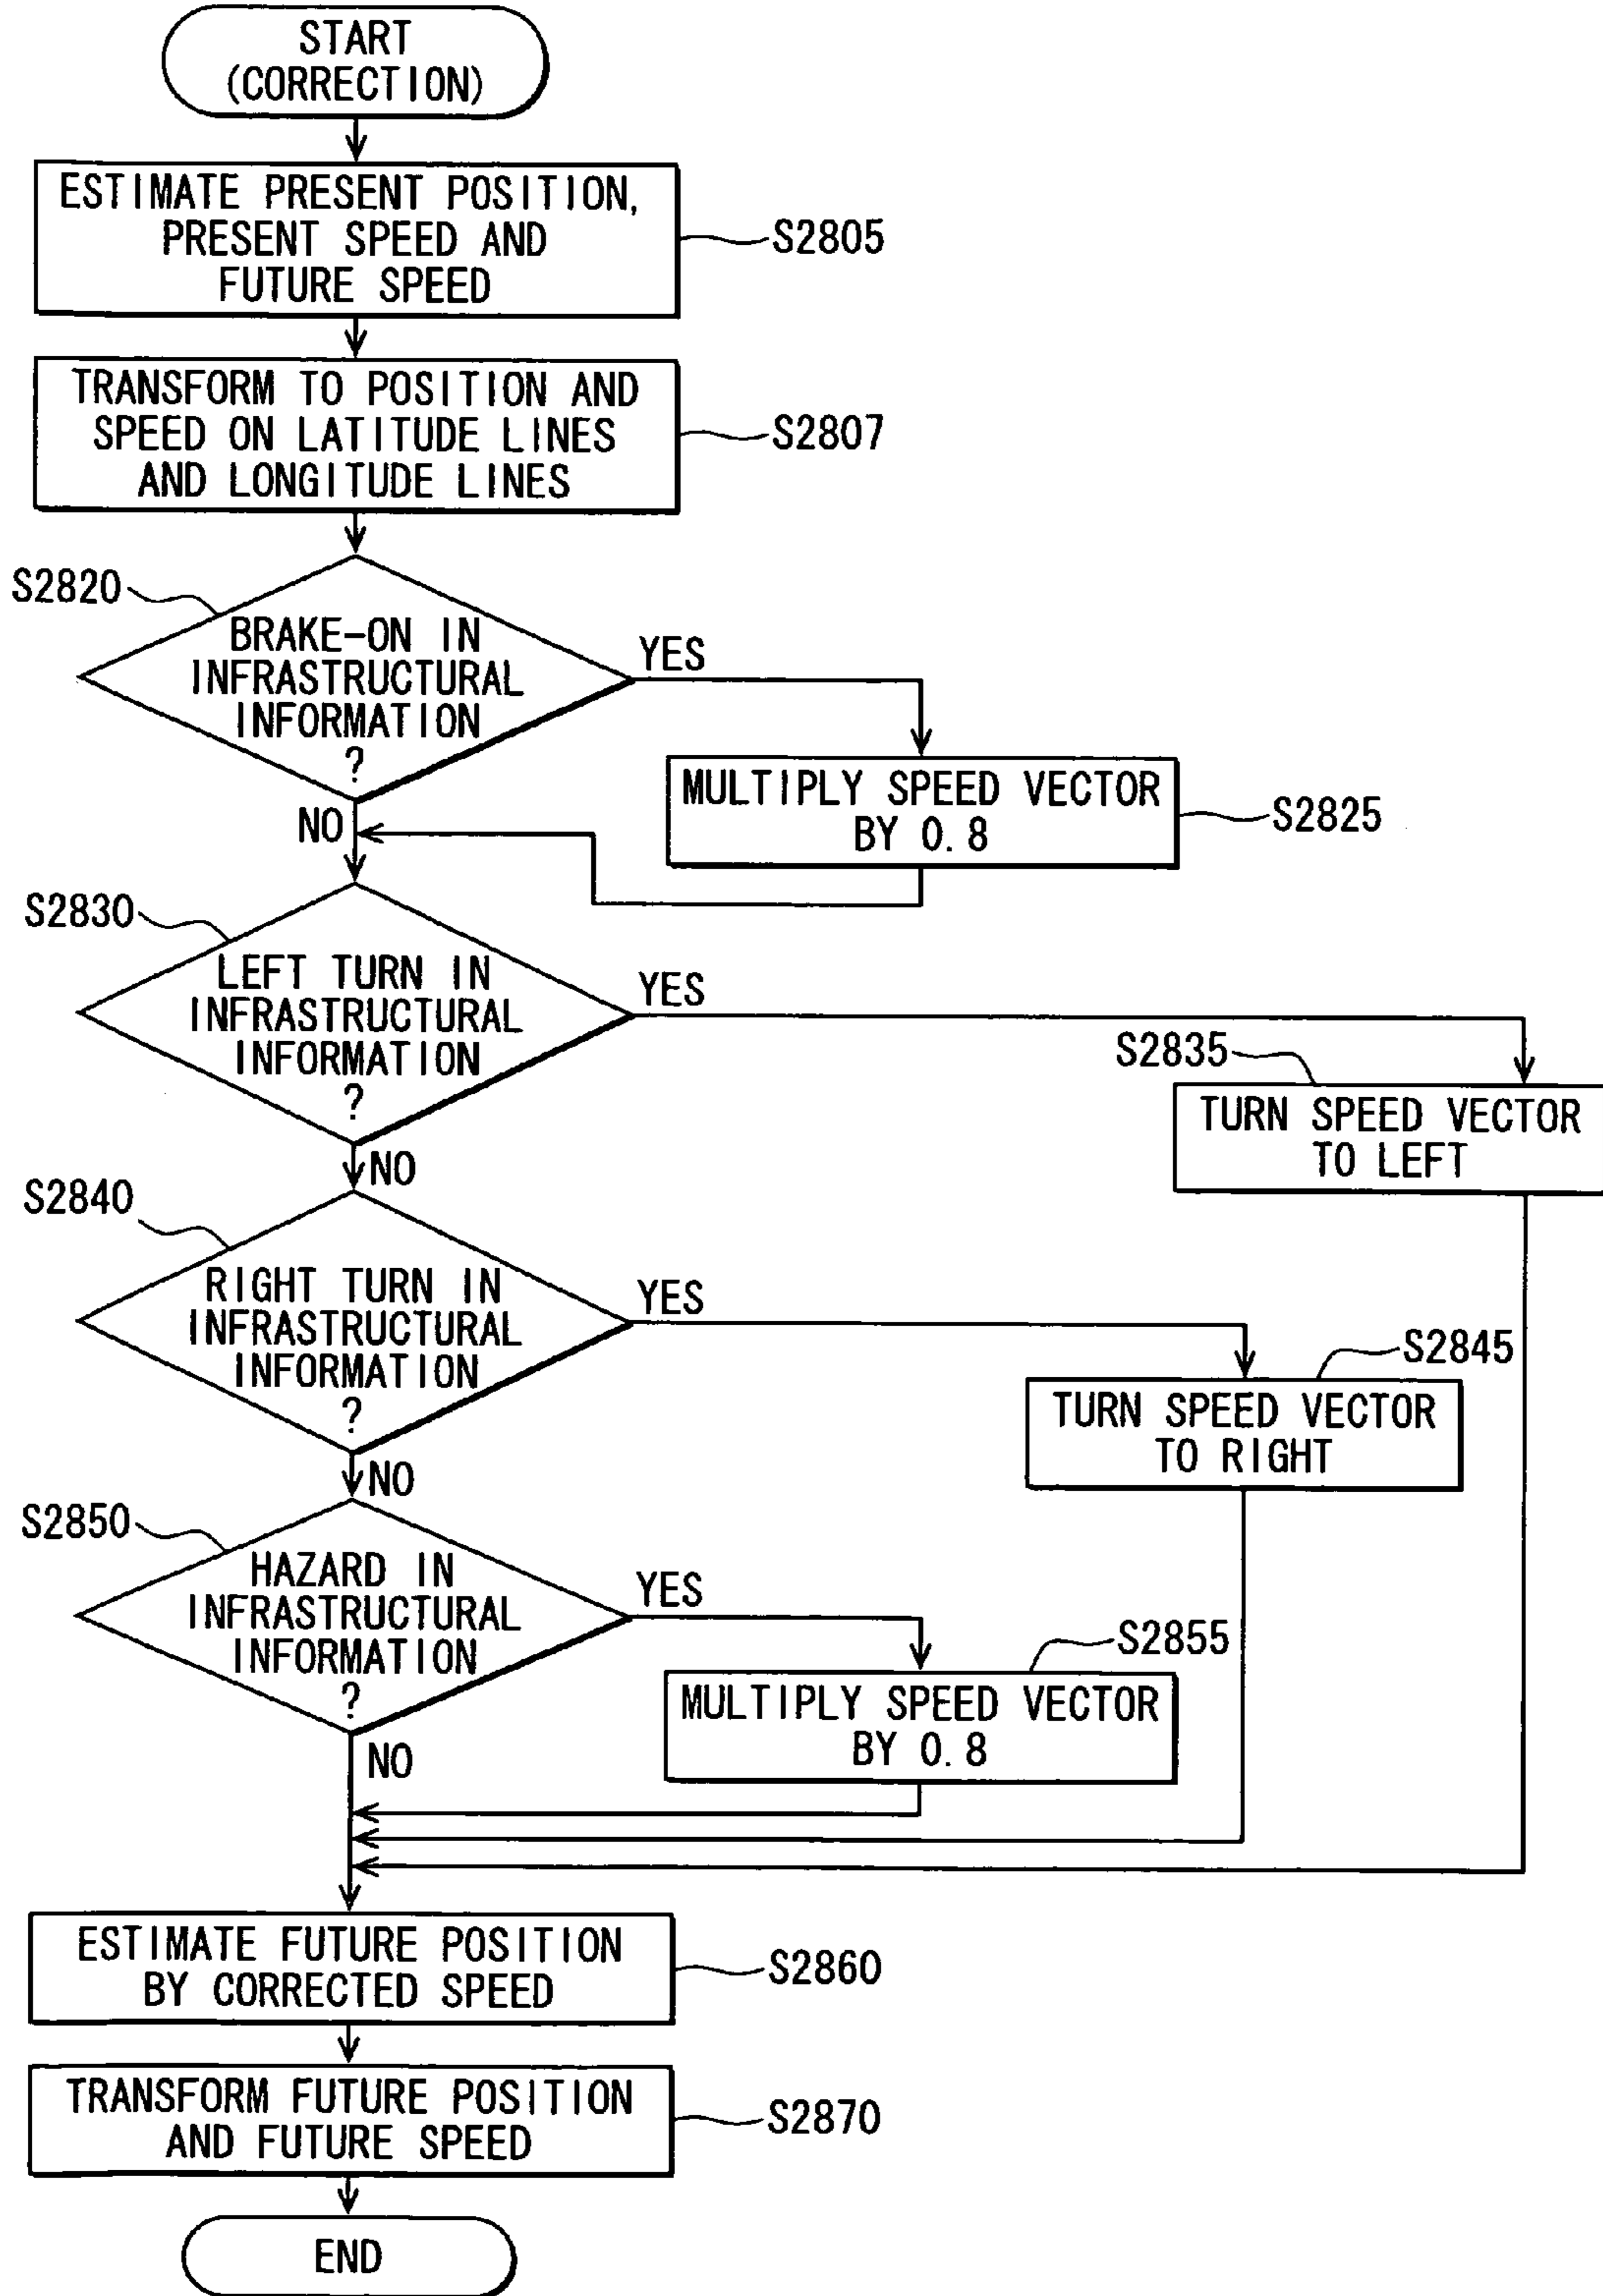 START
(CORRECTION)
ESTIMATE PRESENT POSITION,
PRESENT SPEED AND
FUTURE SPEED
S2805
TRANSFORM TO POSITION AND
SPEED ON LATITUDE LINES
AND LONGITUDE LINES
S2807
S2820
BRAKE-ON IN
INFRASTRUCTURAL
INFORMATION
?
YES
NO
MULTIPLY SPEED VECTOR
BY 0.8
S2825
S2830
LEFT TURN IN
INFRASTRUCTURAL
INFORMATION
?
YES
NO
S2835
TURN SPEED VECTOR
TO LEFT
S2840
RIGHT TURN IN
INFRASTRUCTURAL
INFORMATION
?
YES
NO
S2845
TURN SPEED VECTOR
TO RIGHT
S2850
HAZARD IN
INFRASTRUCTURAL
INFORMATION
?
YES
NO
S2855
MULTIPLY SPEED VECTOR
BY 0.8
ESTIMATE FUTURE POSITION
BY CORRECTED SPEED
S2860
TRANSFORM FUTURE POSITION
AND FUTURE SPEED
S2870
END